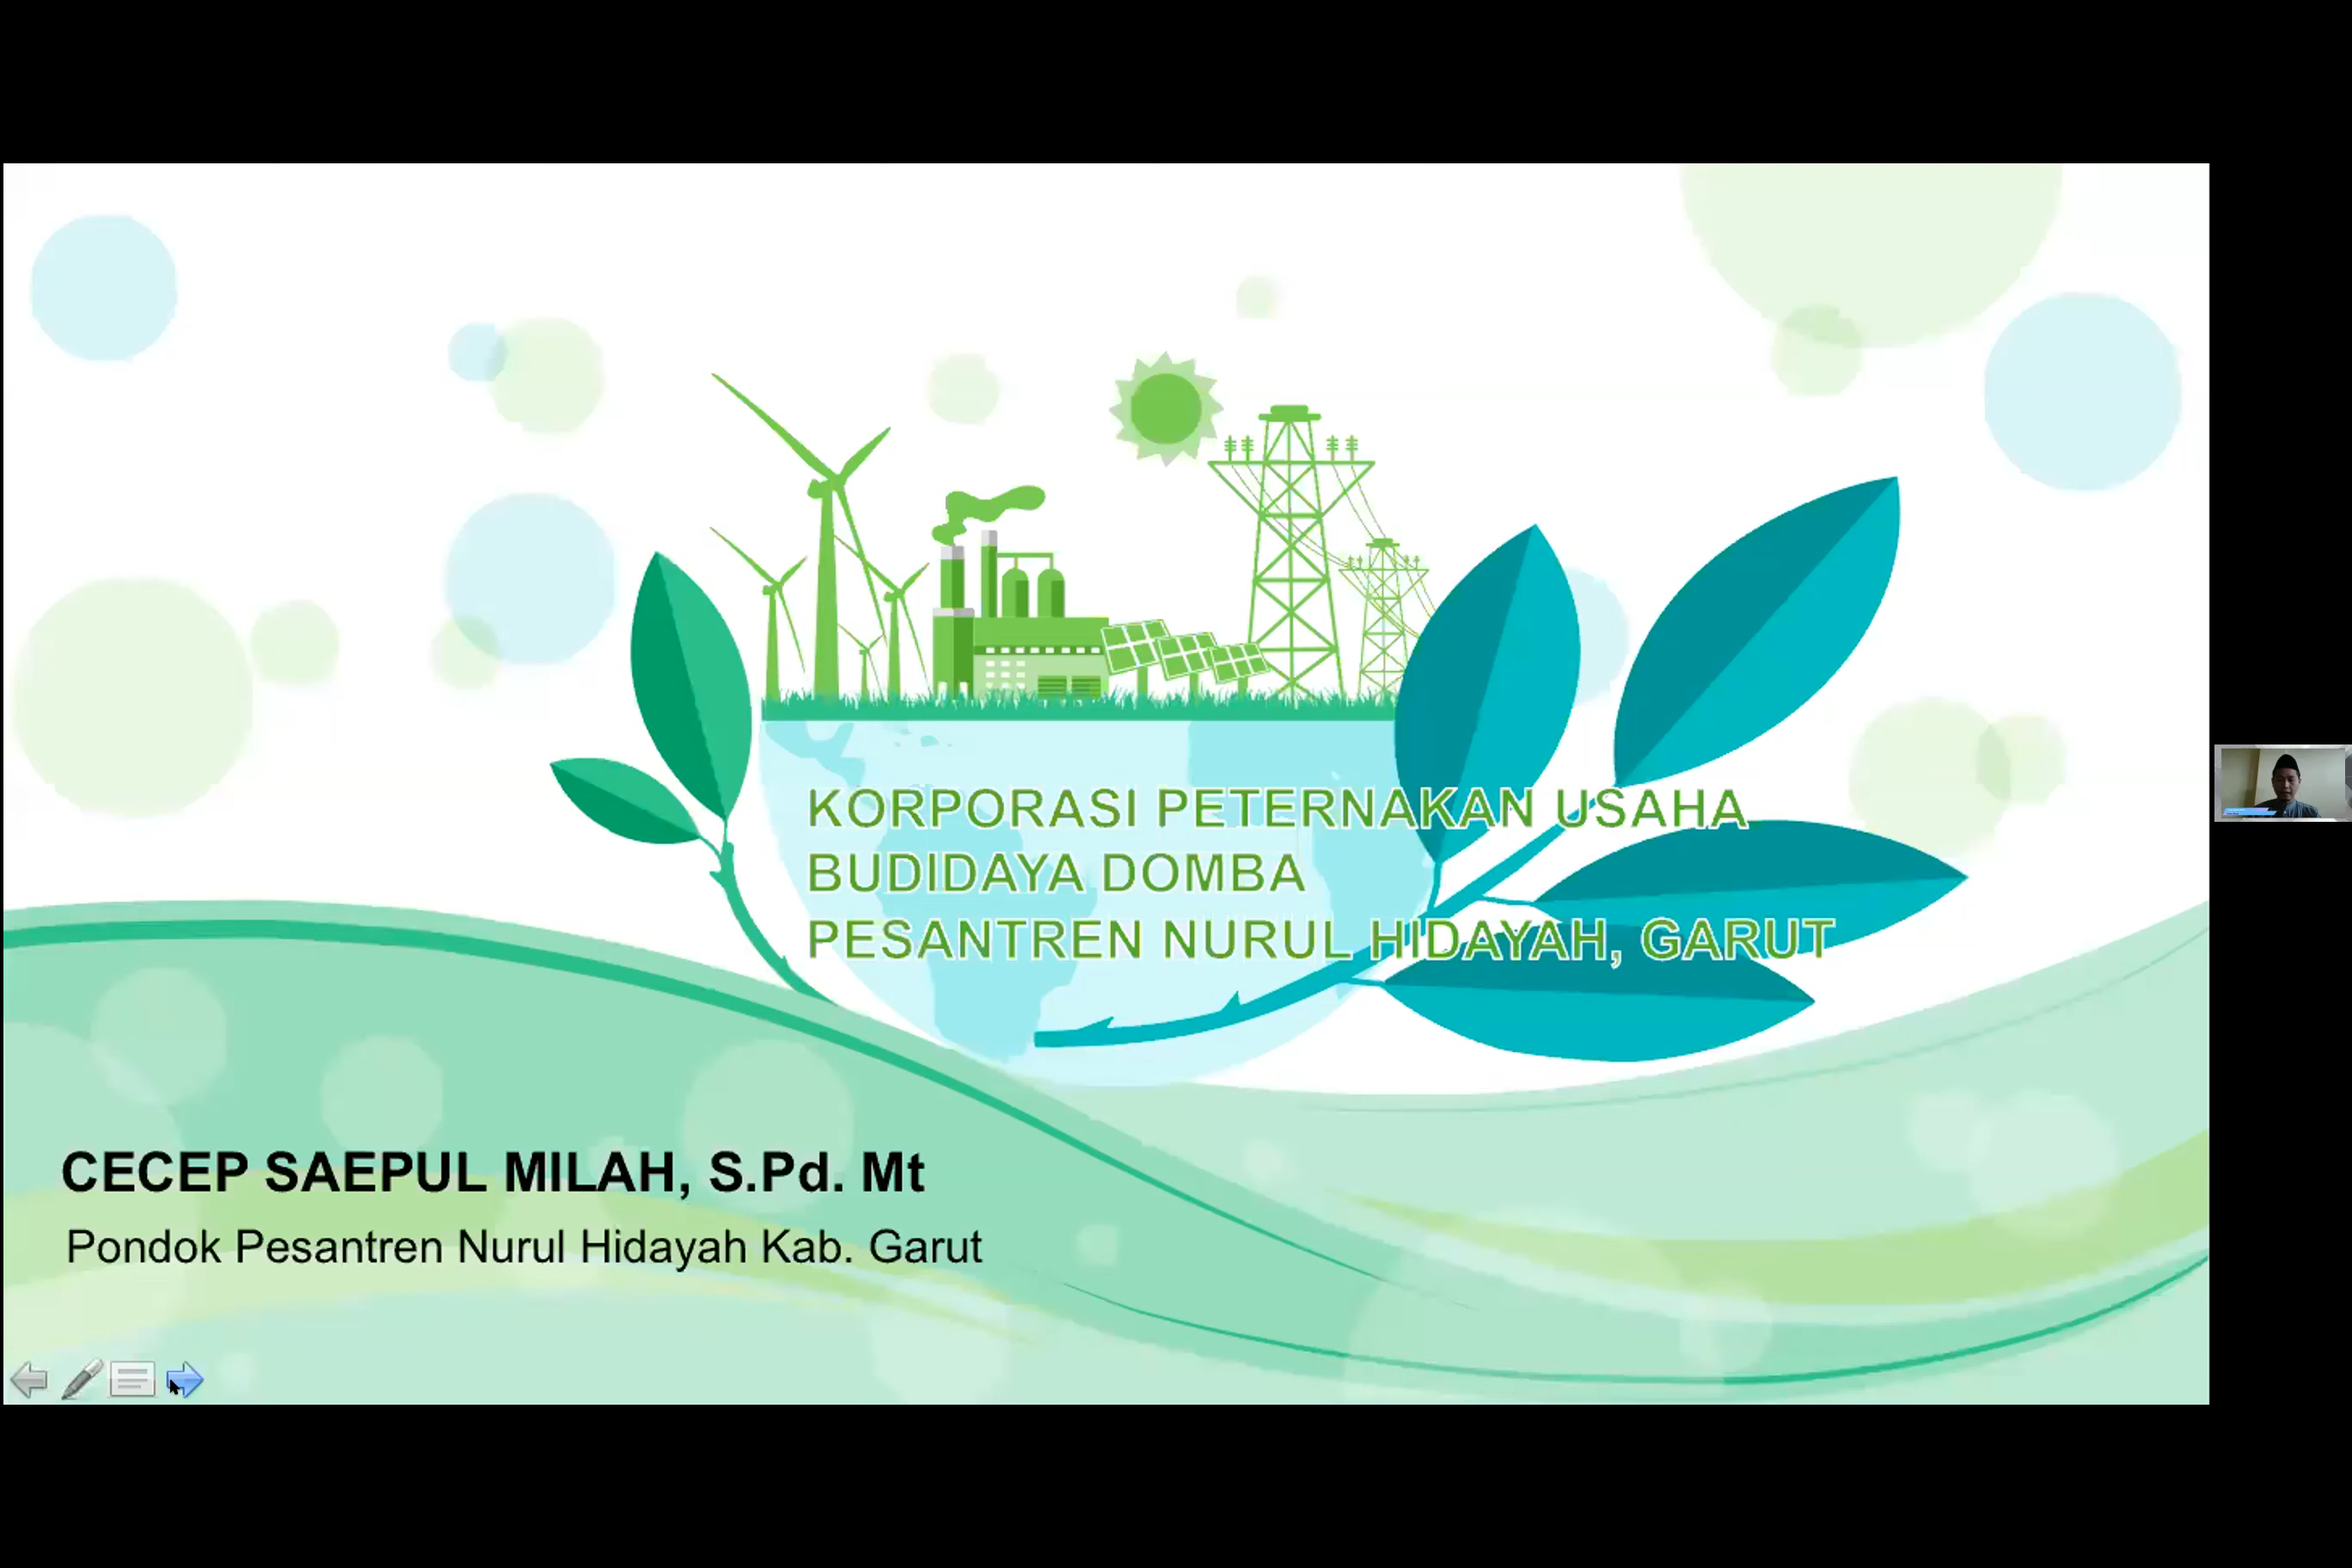 KORPORASI PETERNAKAN USAHA
BUDIDAYA DOMBA
PESANTREN NURUL HIDAYAH, GARUT
CECEP SAEPUL MILAH, S.Pd. Mt
Pondok Pesantren Nurul Hidayah Kab. Garut